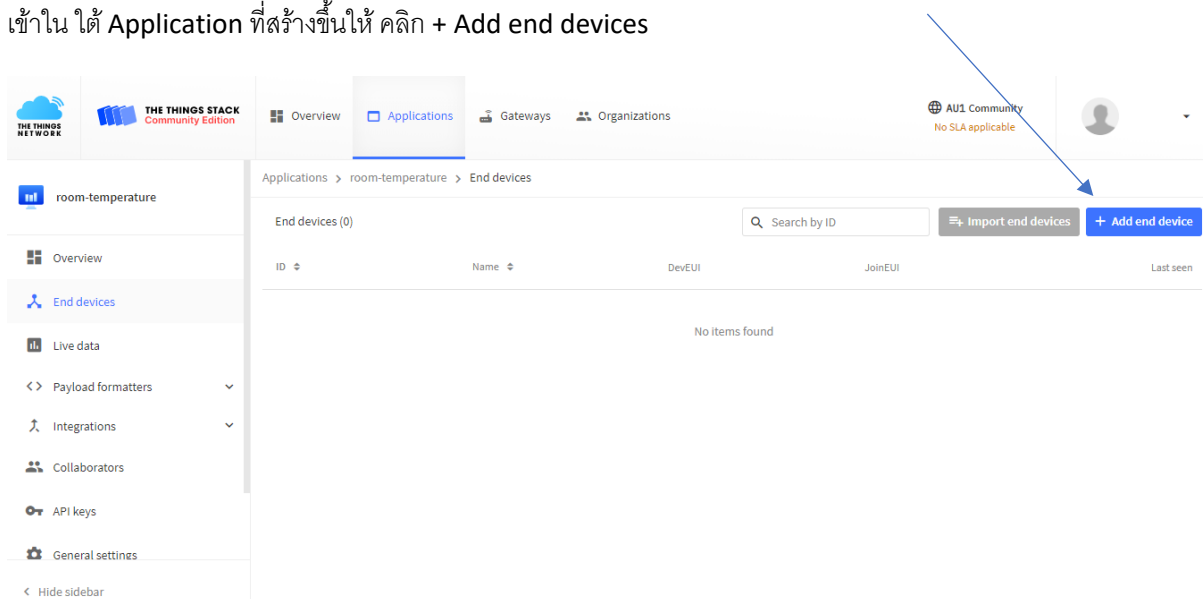 เข้าใน ใต้ Application ที่สร้างขึ้นให้ คลิก + Add end devices
THE THINGS NETWORK
THE THINGS STACK
Community Edition
Overview
Applications
Gateways
Organizations
AU1 Community
No SLA applicable
room-temperature
Applications > room-temperature > End devices
End devices (0)
Search by ID
Import end devices
+ Add end device
ID
Name
DevEUI
JoinEUI
Last seen
No items found
Overview
End devices
Live data
Payload formatters
Integrations
Collaborators
API keys
General settings
< Hide sidebar